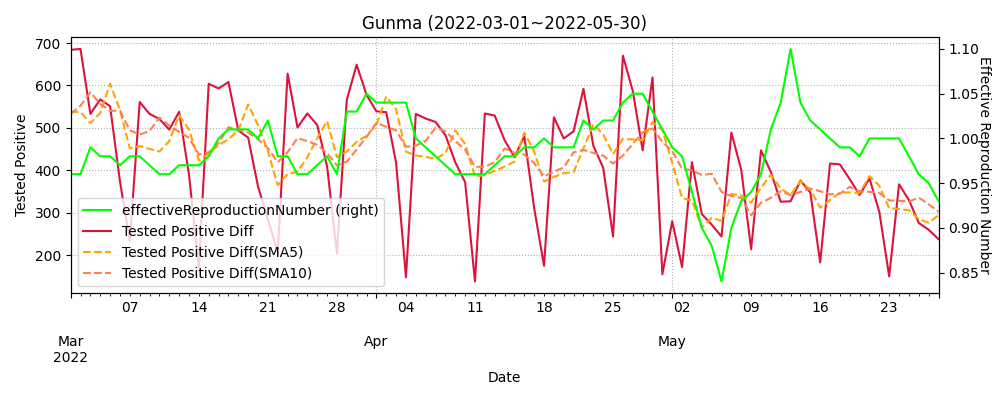 Gunma (2022-03-01~2022-05-30)
Tested Positive
700
600
500
400
300
200
1.10
1.05
1.00
0.95
0.90
0.85
Effective Reproduction Number
effectiveReproductionNumber (right)
Tested Positive Diff
Tested Positive Diff(SMA5)
Tested Positive Diff(SMA10)
07 14 21 28 04 11 18 25 02 09 16 23
Mar Apr May
2022
Date